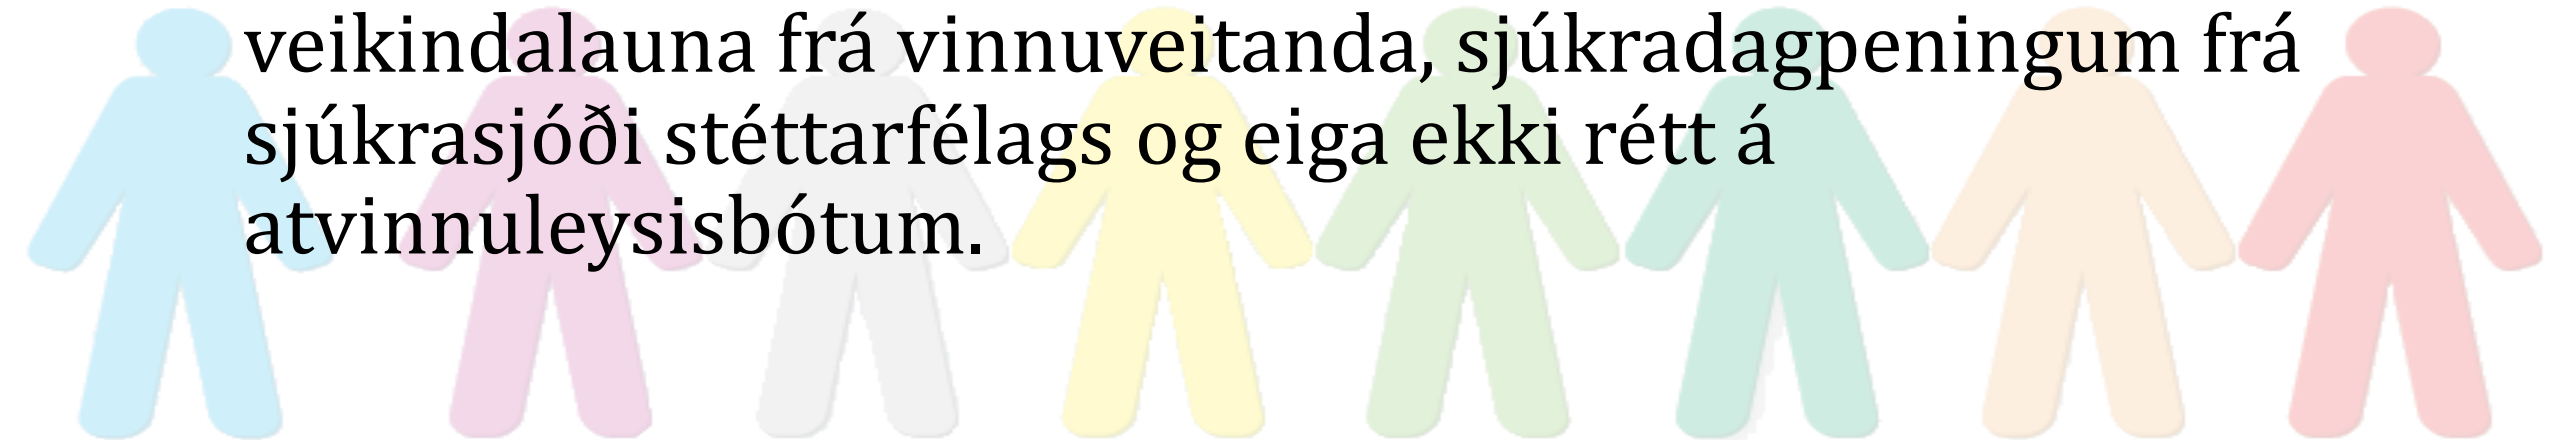 veikindalauna frá vinnuveitanda, sjúkradagpeningum frá
sjúkrasjóði stéttarfélags og eiga ekki rétt á
atvinnuleysisbótum.